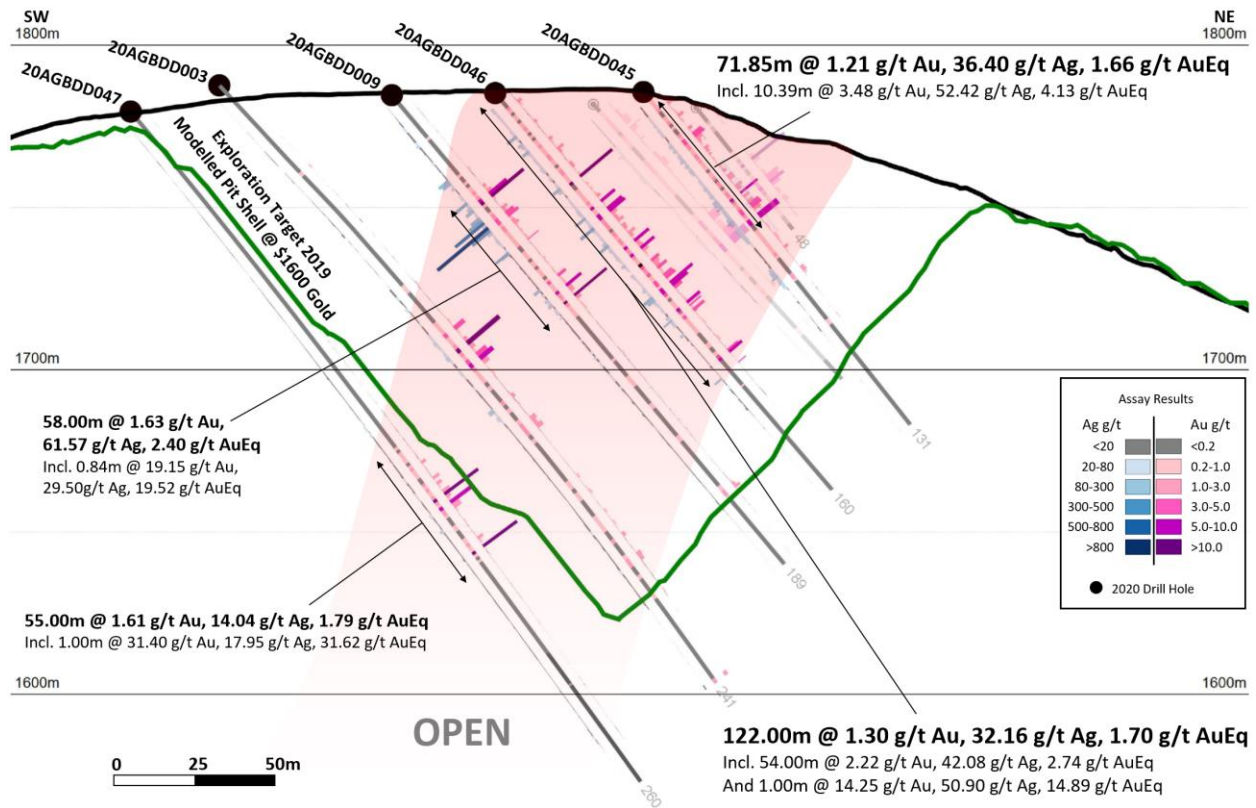 SW
NE
1800m
1800m
20AGBDD047
20AGBDD003
20AGBDD009
20AGBDD046
20AGBDD045
71.85m @ 1.21 g/t Au, 36.40 g/t Ag, 1.66 g/t AuEq
Incl. 10.39m @ 3.48 g/t Au, 52.42 g/t Ag, 4.13 g/t AuEq
Exploration Target 2019
Modelled Pit Shell @ $1600 Gold
48
1700m
1700m
58.00m @ 1.63 g/t Au,
61.57 g/t Ag, 2.40 g/t AuEq
Incl. 0.84m @ 19.15 g/t Au,
29.50g/t Ag, 19.52 g/t AuEq
131
160
189
241
260
Assay Results
Ag g/t Au g/t
<20 <0.2
20-80 0.2-1.0
80-300 1.0-3.0
300-500 3.0-5.0
500-800 5.0-10.0
>800 >10.0
2020 Drill Hole
55.00m @ 1.61 g/t Au, 14.04 g/t Ag, 1.79 g/t AuEq
Incl. 1.00m @ 31.40 g/t Au, 17.95 g/t Ag, 31.62 g/t AuEq
1600m
1600m
OPEN
122.00m @ 1.30 g/t Au, 32.16 g/t Ag, 1.70 g/t AuEq
Incl. 54.00m @ 2.22 g/t Au, 42.08 g/t Ag, 2.74 g/t AuEq
And 1.00m @ 14.25 g/t Au, 50.90 g/t Ag, 14.89 g/t AuEq
0 25 50m